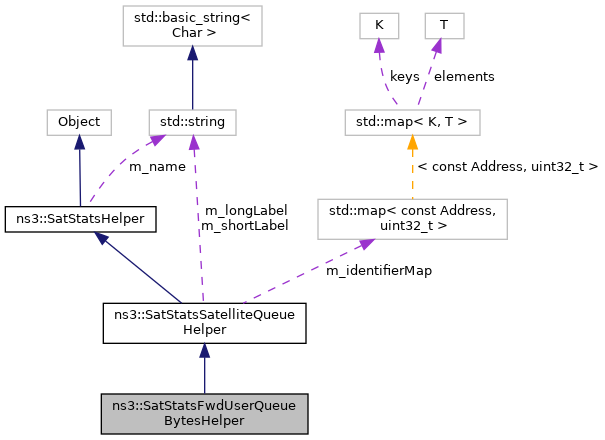 std::basic_string<
Char >
K
T
keys
elements
Object
std::string
std::map< K, T >
m_name
< const Address, uint32_t >
ns3::SatStatsHelper
m_longLabel
m_shortLabel
std::map< const Address,
uint32_t >
m_identifierMap
ns3::SatStatsSatelliteQueue
Helper
ns3::SatStatsFwdUserQueue
BytesHelper